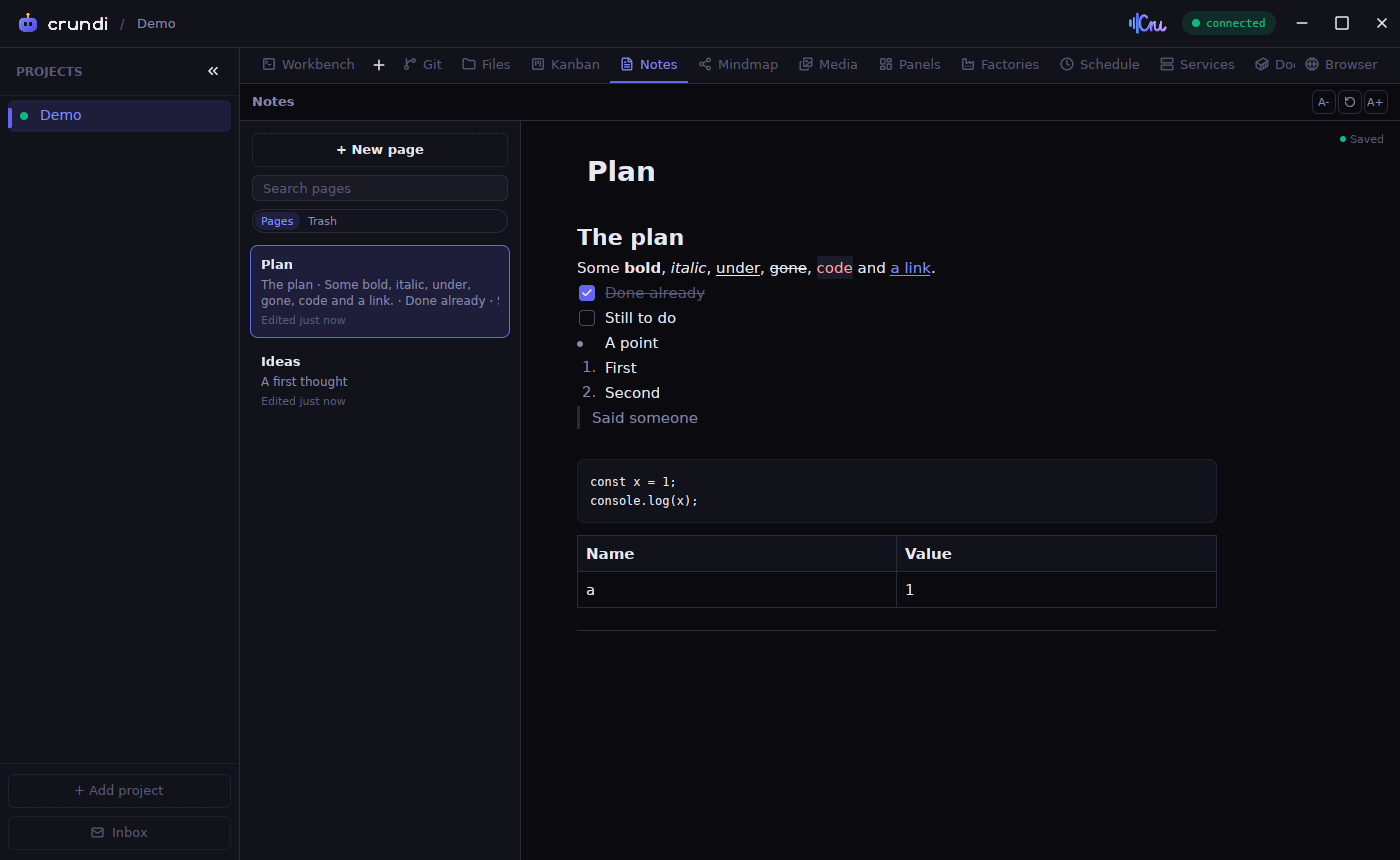 crundi / Demo
Cru
connected
PROJECTS
Demo
+ Add project
Inbox
Workbench + Git Files Kanban Notes Mindmap Media Panels Factories Schedule Services Doc Browser
Notes
A- A+
+ New page
Search pages
Pages Trash
Plan
The plan · Some bold, italic, under,
gone, code and a link. · Done already ·
Edited just now
Ideas
A first thought
Edited just now
Saved
Plan
The plan
Some bold, italic, under, gone, code and a link.
Done already
Still to do
• A point
1. First
2. Second
Said someone
const x = 1;
console.log(x);
Name Value
a 1